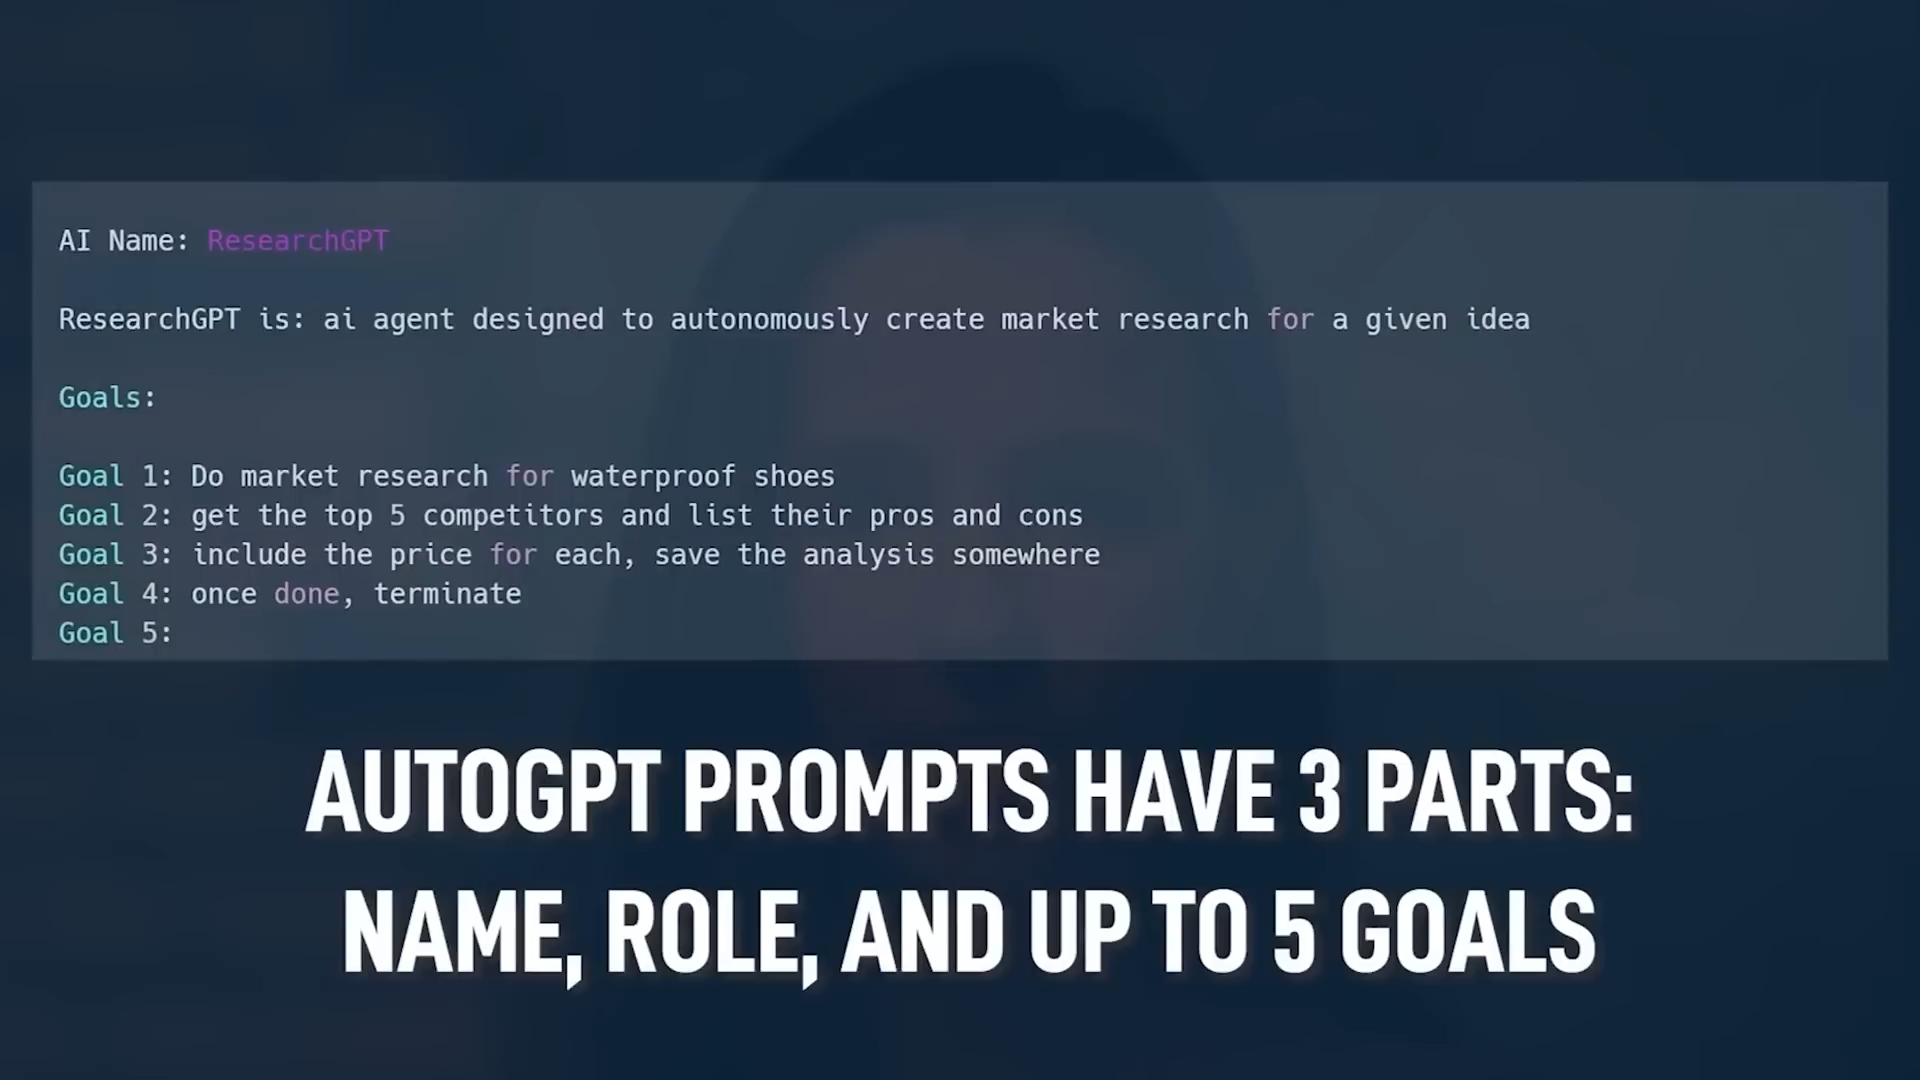 AI Name: ResearchGPT
ResearchGPT is: ai agent designed to autonomously create market research for a given idea
Goals:
Goal 1: Do market research for waterproof shoes
Goal 2: get the top 5 competitors and list their pros and cons
Goal 3: include the price for each, save the analysis somewhere
Goal 4: once done, terminate
Goal 5:
AUTOGPT PROMPTS HAVE 3 PARTS:
NAME, ROLE, AND UP TO 5 GOALS